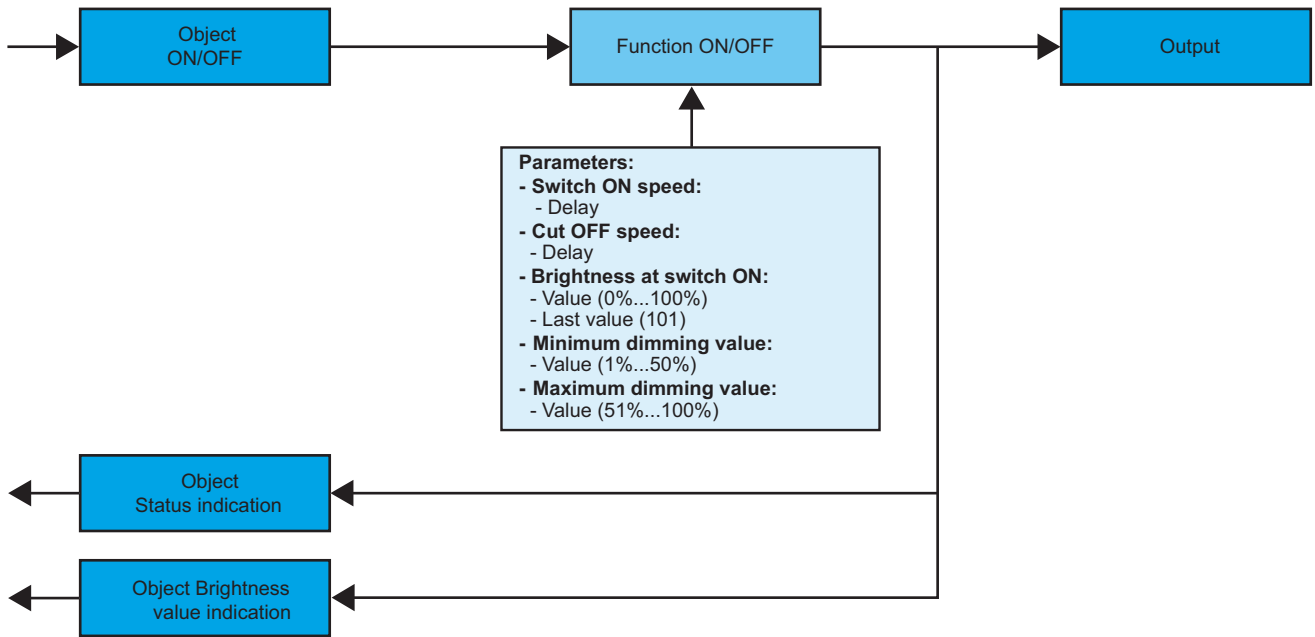 Object
ON/OFF
Function ON/OFF
Output
Parameters:
- Switch ON speed:
- Delay
- Cut OFF speed:
- Delay
- Brightness at switch ON:
- Value (0%...100%)
- Last value (101)
- Minimum dimming value:
- Value (1%...50%)
- Maximum dimming value:
- Value (51%...100%)
Object
Status indication
Object Brightness
value indication